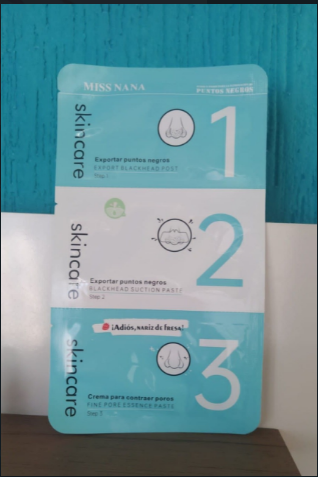 MISS NANA
PUNTOS NEGROS
skincare
1
Exportar puntos negros
EXPORT BLACKHEAD POST
Step 1
skincare
2
Exportar puntos negros
BLACKHEAD SUCTION PASTE
Step 2
¡Adiós, nariz de fresa!
skincare
3
Crema para contraer poros
FINE PORE ESSENCE PASTE
Step 3